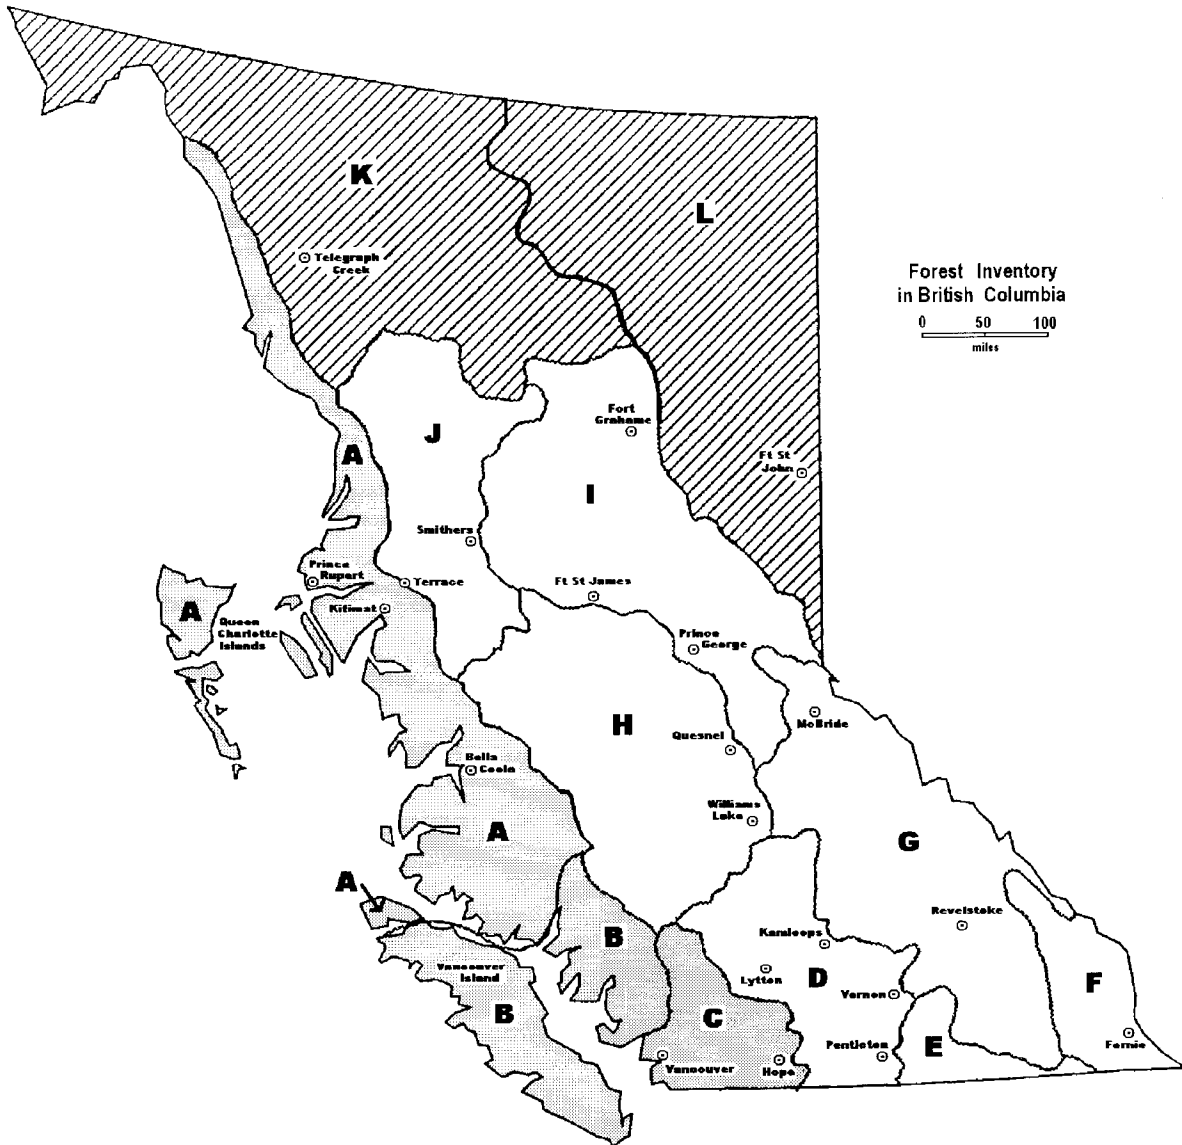 K
L
Telegraph
Creek
Forest Inventory
in British Columbia
0 50 100
miles
Fort
Grahame
J
A
Ft St
John
I
Smithers
Prince
Rupert
Terrace
Ft St James
A
Kitimat
Queen
Charlotte
Islands
Prince
George
McBride
H
Quesnel
Bella
Coola
Williams
Lake
A
G
A
Revelstoke
Kamloops
B
Vancouver
Island
Lytton
D
F
Vernon
B
C
E
Fernie
Pentleton
Vancouver
Hope